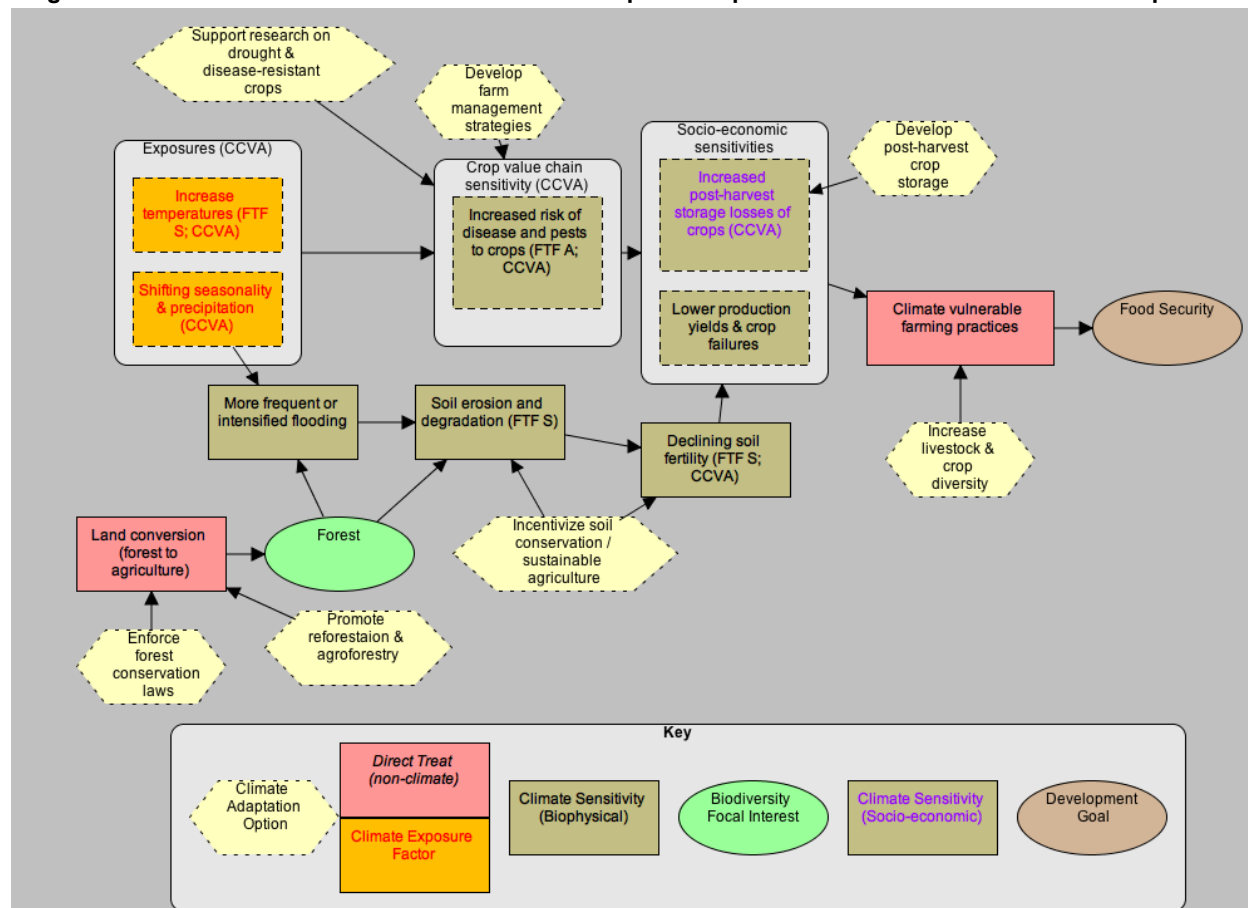 Support research on
drought &
disease-resistant
crops
Develop
farm
management
strategies
Socio-economic
sensitivities
Develop
post-harvest
crop
storage
Exposures (CCVA)
Crop value chain
sensitivity (CCVA)
Increase
temperatures (FTF
S; CCVA)
Increased risk of
disease and pests
to crops (FTF A;
CCVA)
Increased
post-harvest
storage losses of
crops (CCVA)
Shifting seasonality
& precipitation
(CCVA)
Lower production
yields & crop
failures
Climate vulnerable
farming practices
Food Security
More frequent or
intensified flooding
Soil erosion and
degradation (FTF S)
Declining soil
fertility (FTF S;
CCVA)
Increase
livestock &
crop
diversity
Land conversion
(forest to
agriculture)
Forest
Incentivize soil
conservation /
sustainable
agriculture
Enforce
forest
conservation
laws
Promote
reforestaion &
agroforestry
Key
Climate
Adaptation
Option
Direct Treat
(non-climate)
Climate Exposure
Factor
Climate Sensitivity
(Biophysical)
Biodiversity
Focal Interest
Climate Sensitivity
(Socio-economic)
Development
Goal